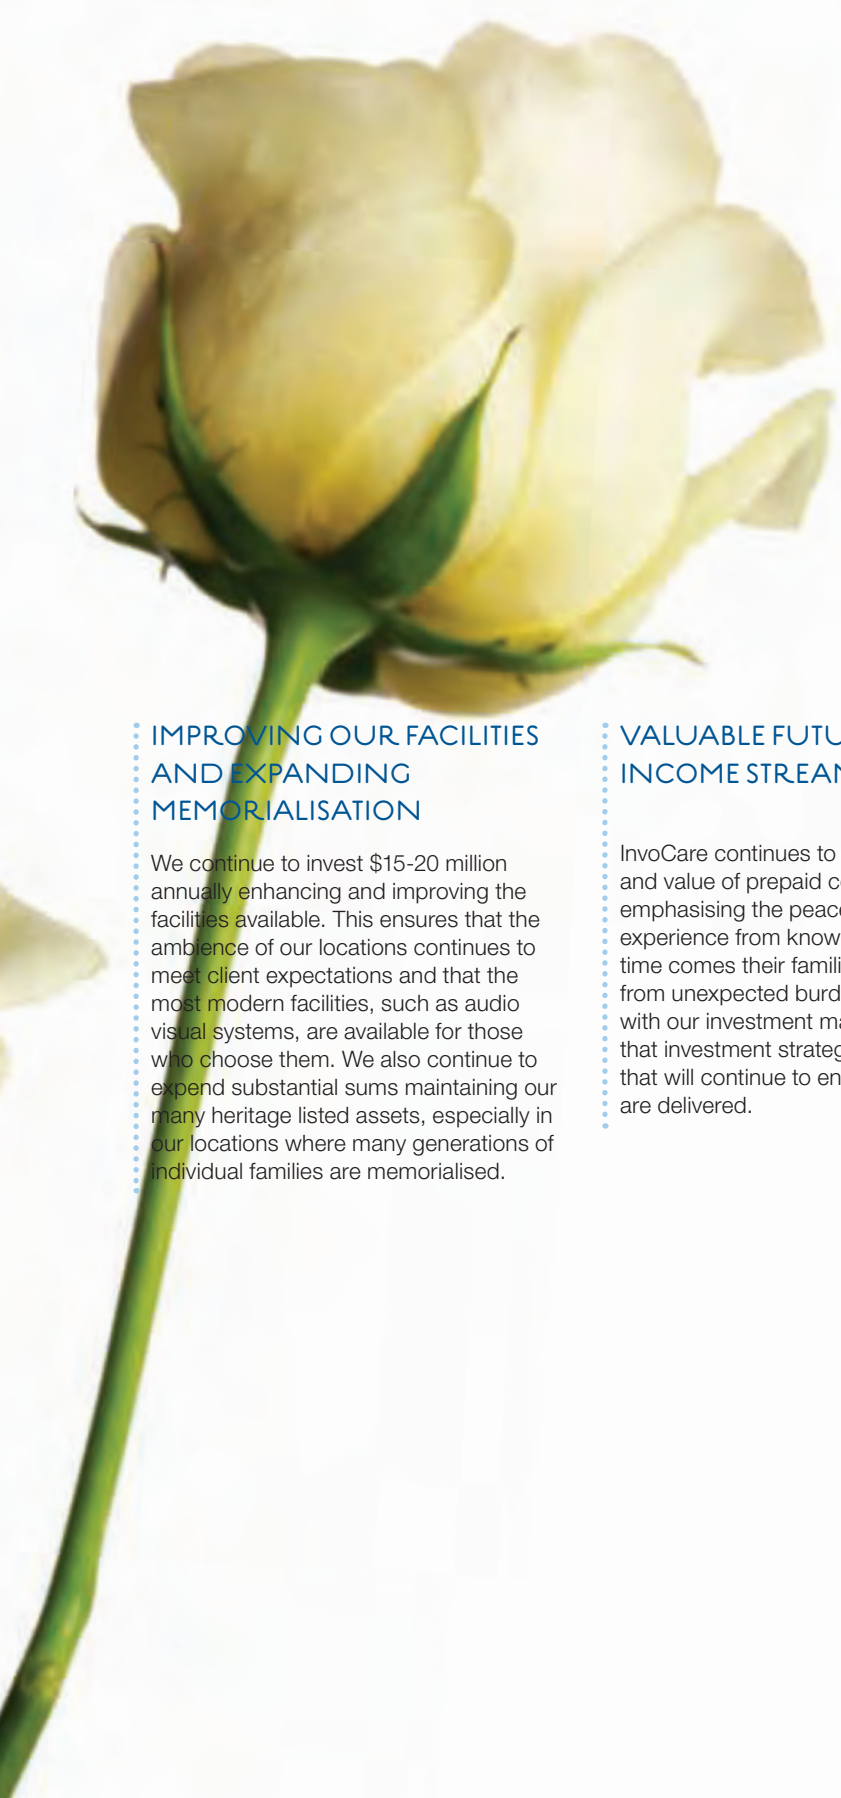 IMPROVING OUR FACILITIES
AND EXPANDING
MEMORIALISATION
We continue to invest $15-20 million
annually enhancing and improving the
facilities available. This ensures that the
ambience of our locations continues to
meet client expectations and that the
most modern facilities, such as audio
visual systems, are available for those
who choose them. We also continue to
expend substantial sums maintaining our
many heritage listed assets, especially in
our locations where many generations of
individual families are memorialised.
VALUABLE
INCOME
InvoCare continues to
and value of prepaid
emphasising the
experience from
time comes their
from unexpected
with our investment
that investment
that will continue to
are delivered.